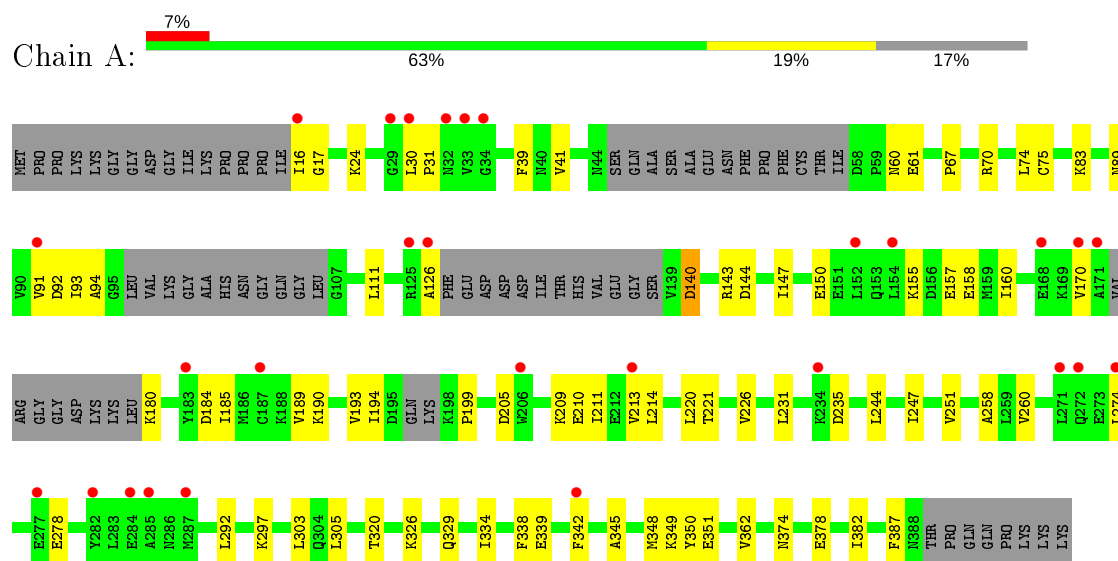 7%
Chain A:
63% 19% 17%
MET PRO PRO LYS LYS GLY GLY ASP GLY ILE LYS PRO PRO PRO ILE I16 G17 K24 G29 L30 P31 N32 V33 G34 F39 N40 V41 N44 SER GLN ALA SER ALA GLU ASN PHE PRO PHE CYS THR ILE D58 P59 N60 E61 P67 R70 L74 C75 K83
V90 V91 D92 I93 A94 G95 LEU VAL LYS GLY ALA HIS ASN GLY GLN GLY LEU G107 L111 R125 A126 PHE GLU ASP ASP ASP ILE THR HIS VAL GLU GLY SER V139 D140 R143 D144 I147 E150 E151 L152 Q153 L154 K155 D156 E157 E158 M159 I160 E168 K169 V170 A171
ARG GLY GLY ASP LYS LYS LEU K180 Y183 D184 I185 M186 C187 K188 V189 K190 V193 I194 D195 GLN LYS K198 P199 D205 W206 K209 E210 I211 E212 V213 L214 L220 T221 V226 L231 K234 D235 L244 I247 V251 A258 L259 V260 L271 Q272 E273
E277 E278 Y282 L283 E284 A285 N286 M287 L292 K297 L303 Q304 L305 T320 K326 Q329 I334 F338 E339 F342 A345 M348 K349 Y350 E351 V362 N374 E378 I382 F387 N388 THR PRO GLN GLN PRO LYS LYS LYS